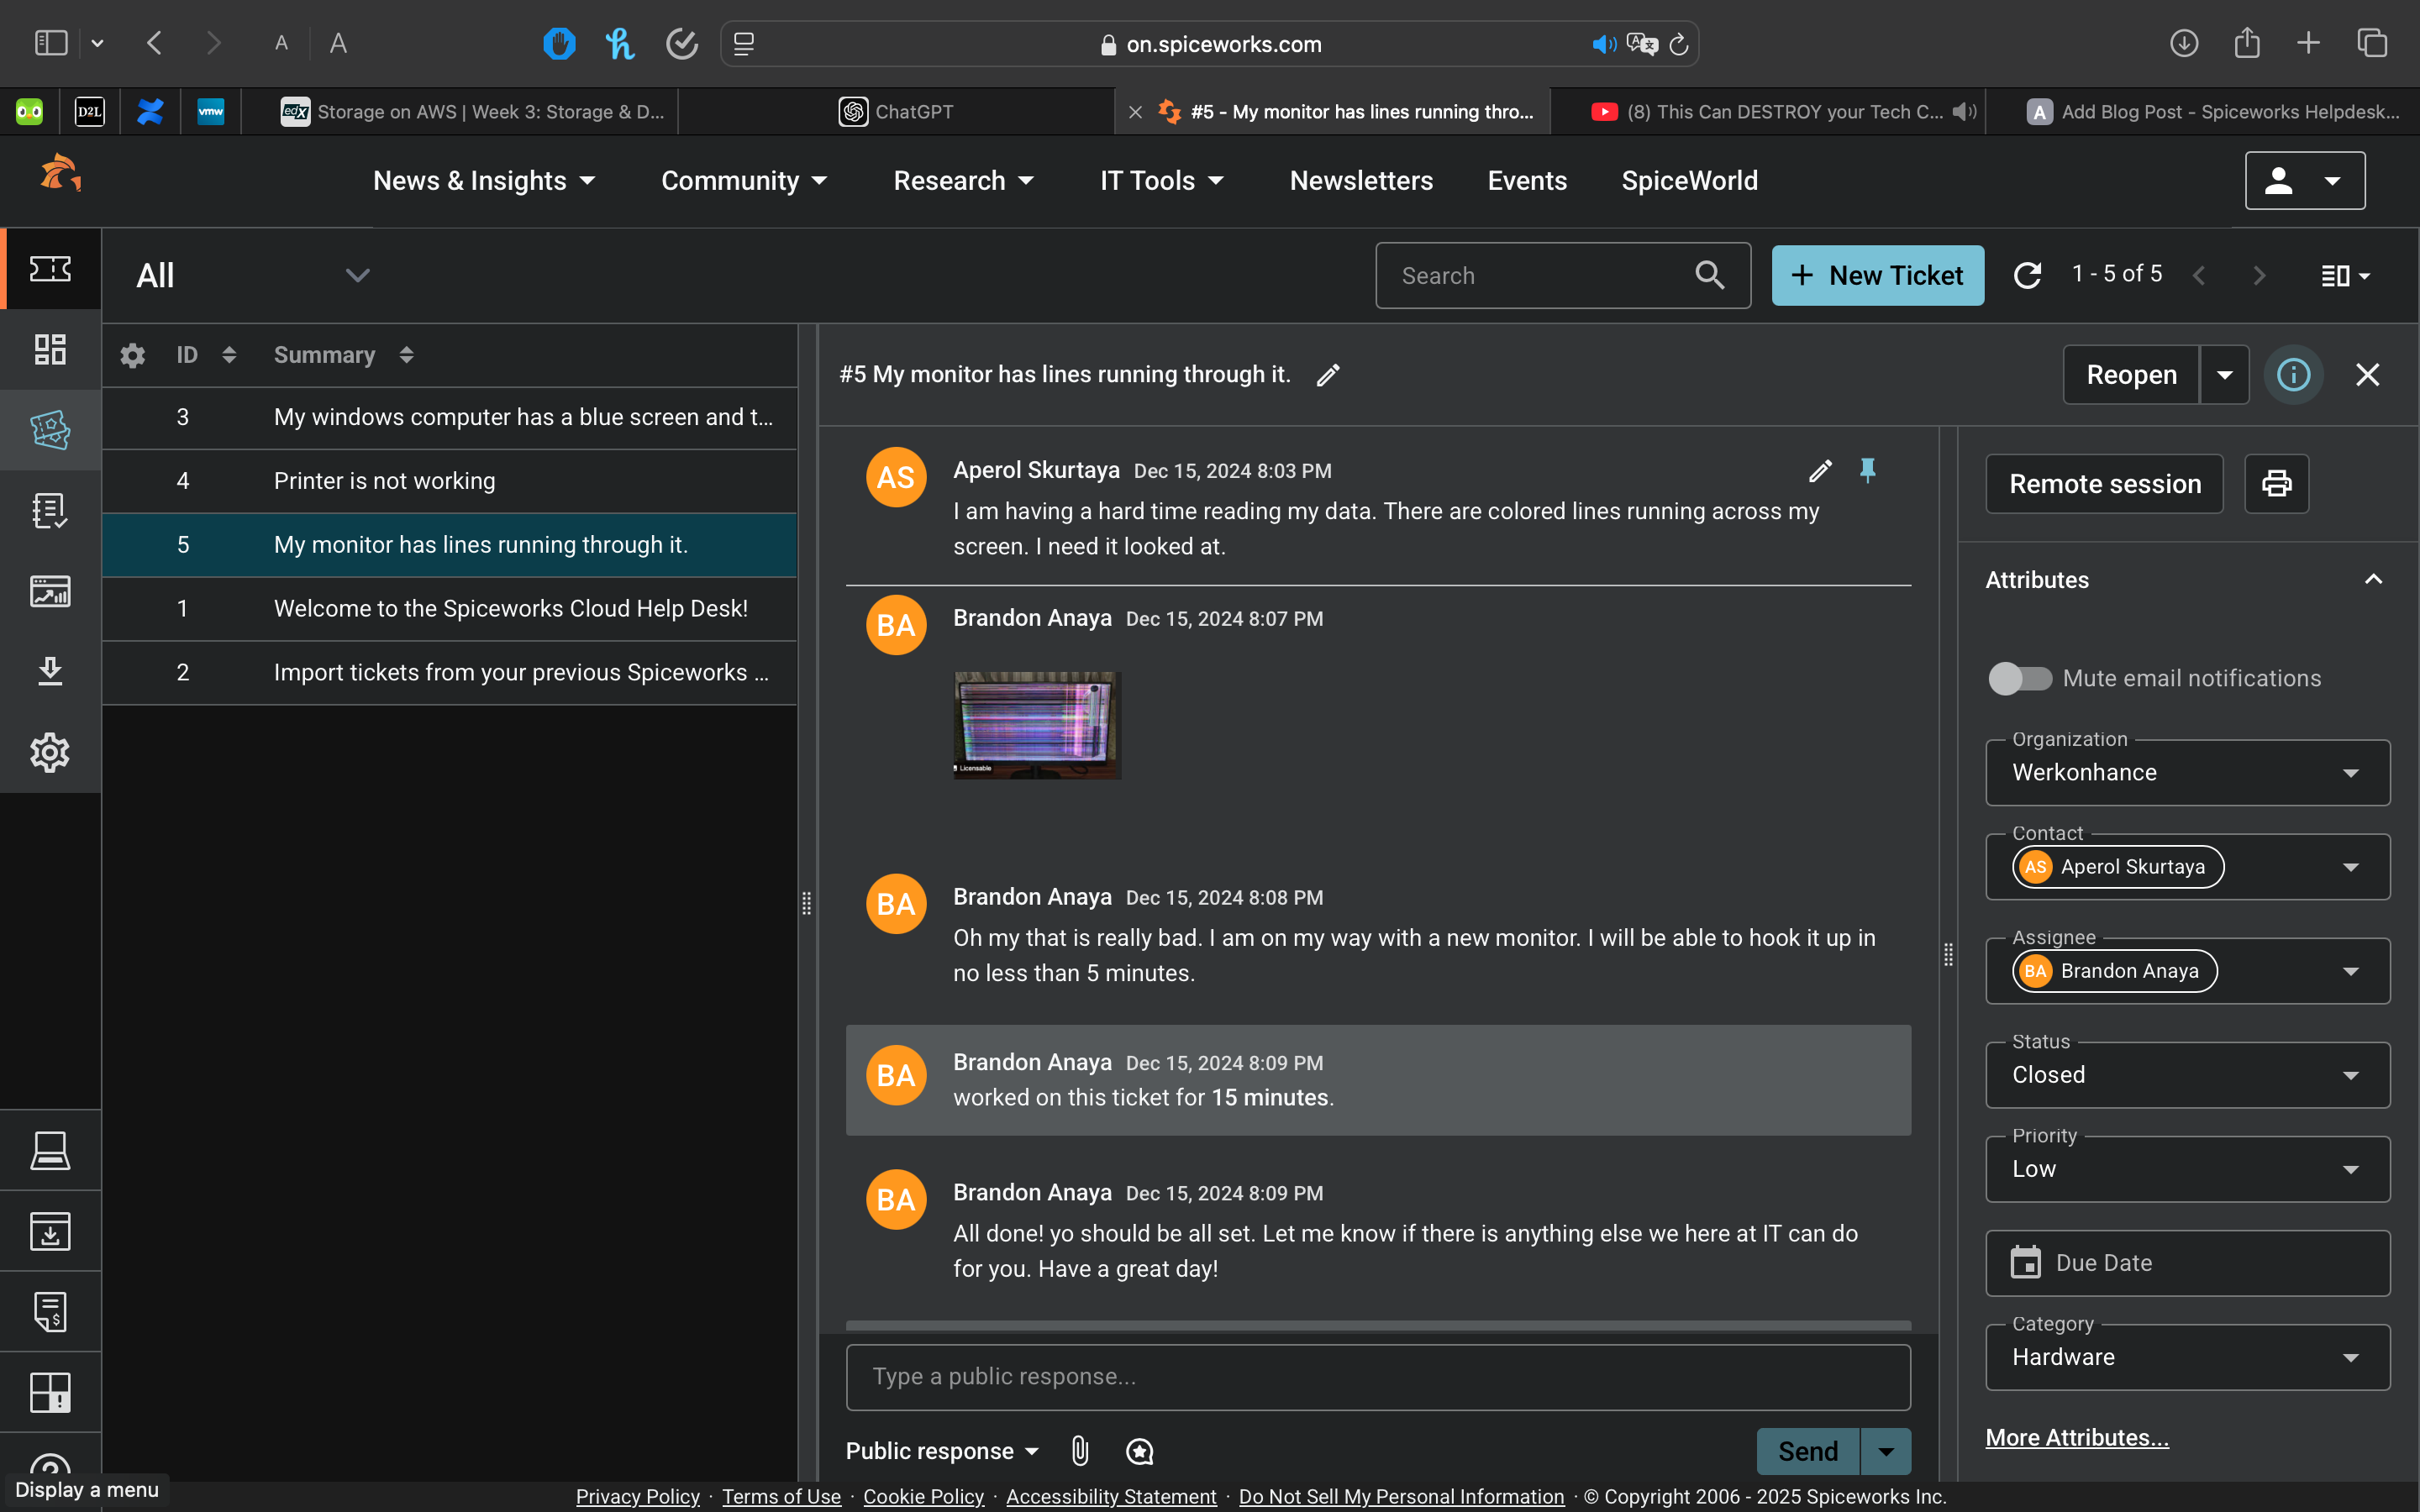 A A on.spiceworks.com
D2L vmw edX Storage on AWS | Week 3: Storage & D... ChatGPT #5 - My monitor has lines running thro... (8) This Can DESTROY your Tech C... A Add Blog Post - Spiceworks Helpdesk...
News & Insights Community Research IT Tools Newsletters Events SpiceWorld
All Search + New Ticket 1 - 5 of 5
ID Summary
3 My windows computer has a blue screen and t...
4 Printer is not working
5 My monitor has lines running through it.
1 Welcome to the Spiceworks Cloud Help Desk!
2 Import tickets from your previous Spiceworks ...
#5 My monitor has lines running through it. Reopen
AS Aperol Skurtaya Dec 15, 2024 8:03 PM
I am having a hard time reading my data. There are colored lines running across my
screen. I need it looked at.
BA Brandon Anaya Dec 15, 2024 8:07 PM
Licensable
BA Brandon Anaya Dec 15, 2024 8:08 PM
Oh my that is really bad. I am on my way with a new monitor. I will be able to hook it up in
no less than 5 minutes.
BA Brandon Anaya Dec 15, 2024 8:09 PM
worked on this ticket for 15 minutes.
BA Brandon Anaya Dec 15, 2024 8:09 PM
All done! yo should be all set. Let me know if there is anything else we here at IT can do
for you. Have a great day!
Type a public response...
Public response Send
Remote session
Attributes
Mute email notifications
Organization
Werkonhance
Contact
AS Aperol Skurtaya
Assignee
BA Brandon Anaya
Status
Closed
Priority
Low
Due Date
Category
Hardware
More Attributes...
Display a menu
Privacy Policy · Terms of Use · Cookie Policy · Accessibility Statement · Do Not Sell My Personal Information · © Copyright 2006 - 2025 Spiceworks Inc.